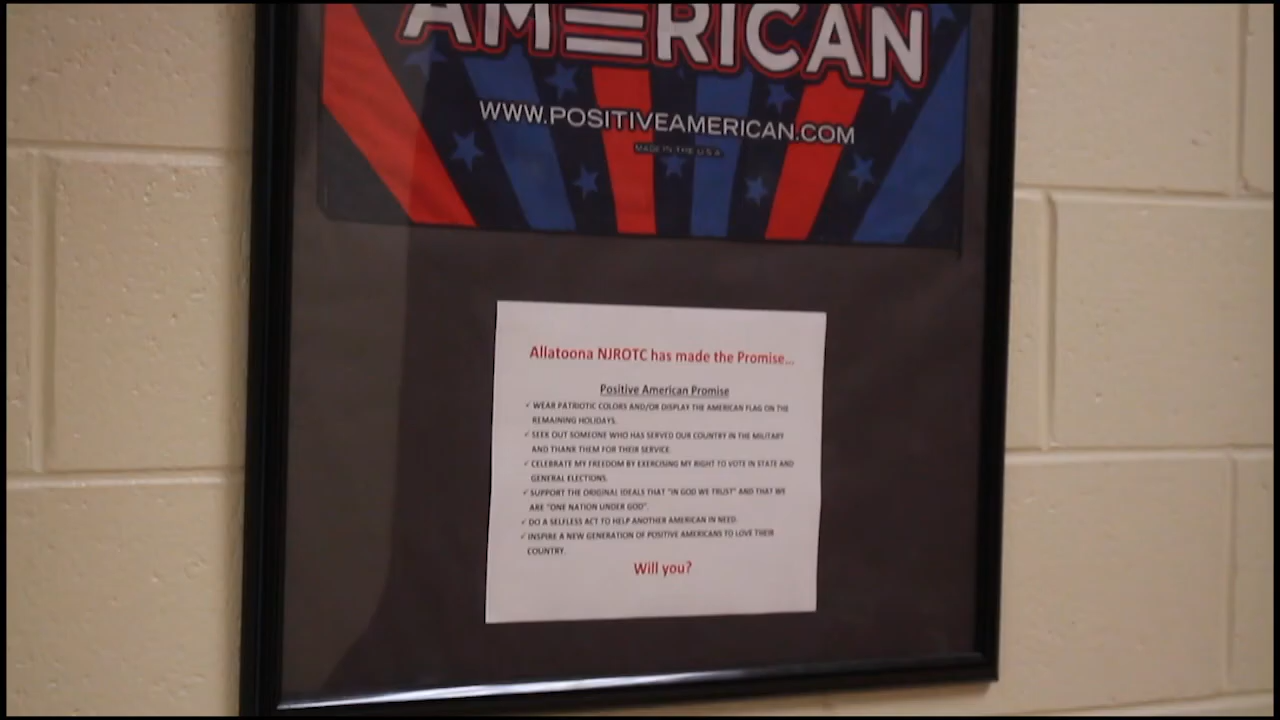 AMERICAN
WWW.POSITIVEAMERICAN.COM
MADE IN THE U.S.A.
Allatoona NJROTC has made the Promise...
Positive American Promise
✓ WEAR PATRIOTIC COLORS AND/OR DISPLAY THE AMERICAN FLAG ON THE
REMAINING HOLIDAYS.
✓ SEEK OUT SOMEONE WHO HAS SERVED OUR COUNTRY IN THE MILITARY
AND THANK THEM FOR THEIR SERVICE.
✓ CELEBRATE MY FREEDOM BY EXERCISING MY RIGHT TO VOTE IN STATE AND
GENERAL ELECTIONS.
✓ SUPPORT THE ORIGINAL IDEALS THAT "IN GOD WE TRUST" AND THAT WE
ARE "ONE NATION UNDER GOD".
✓ DO A SELFLESS ACT TO HELP ANOTHER AMERICAN IN NEED.
✓ INSPIRE A NEW GENERATION OF POSITIVE AMERICANS TO LOVE THEIR
COUNTRY.
Will you?